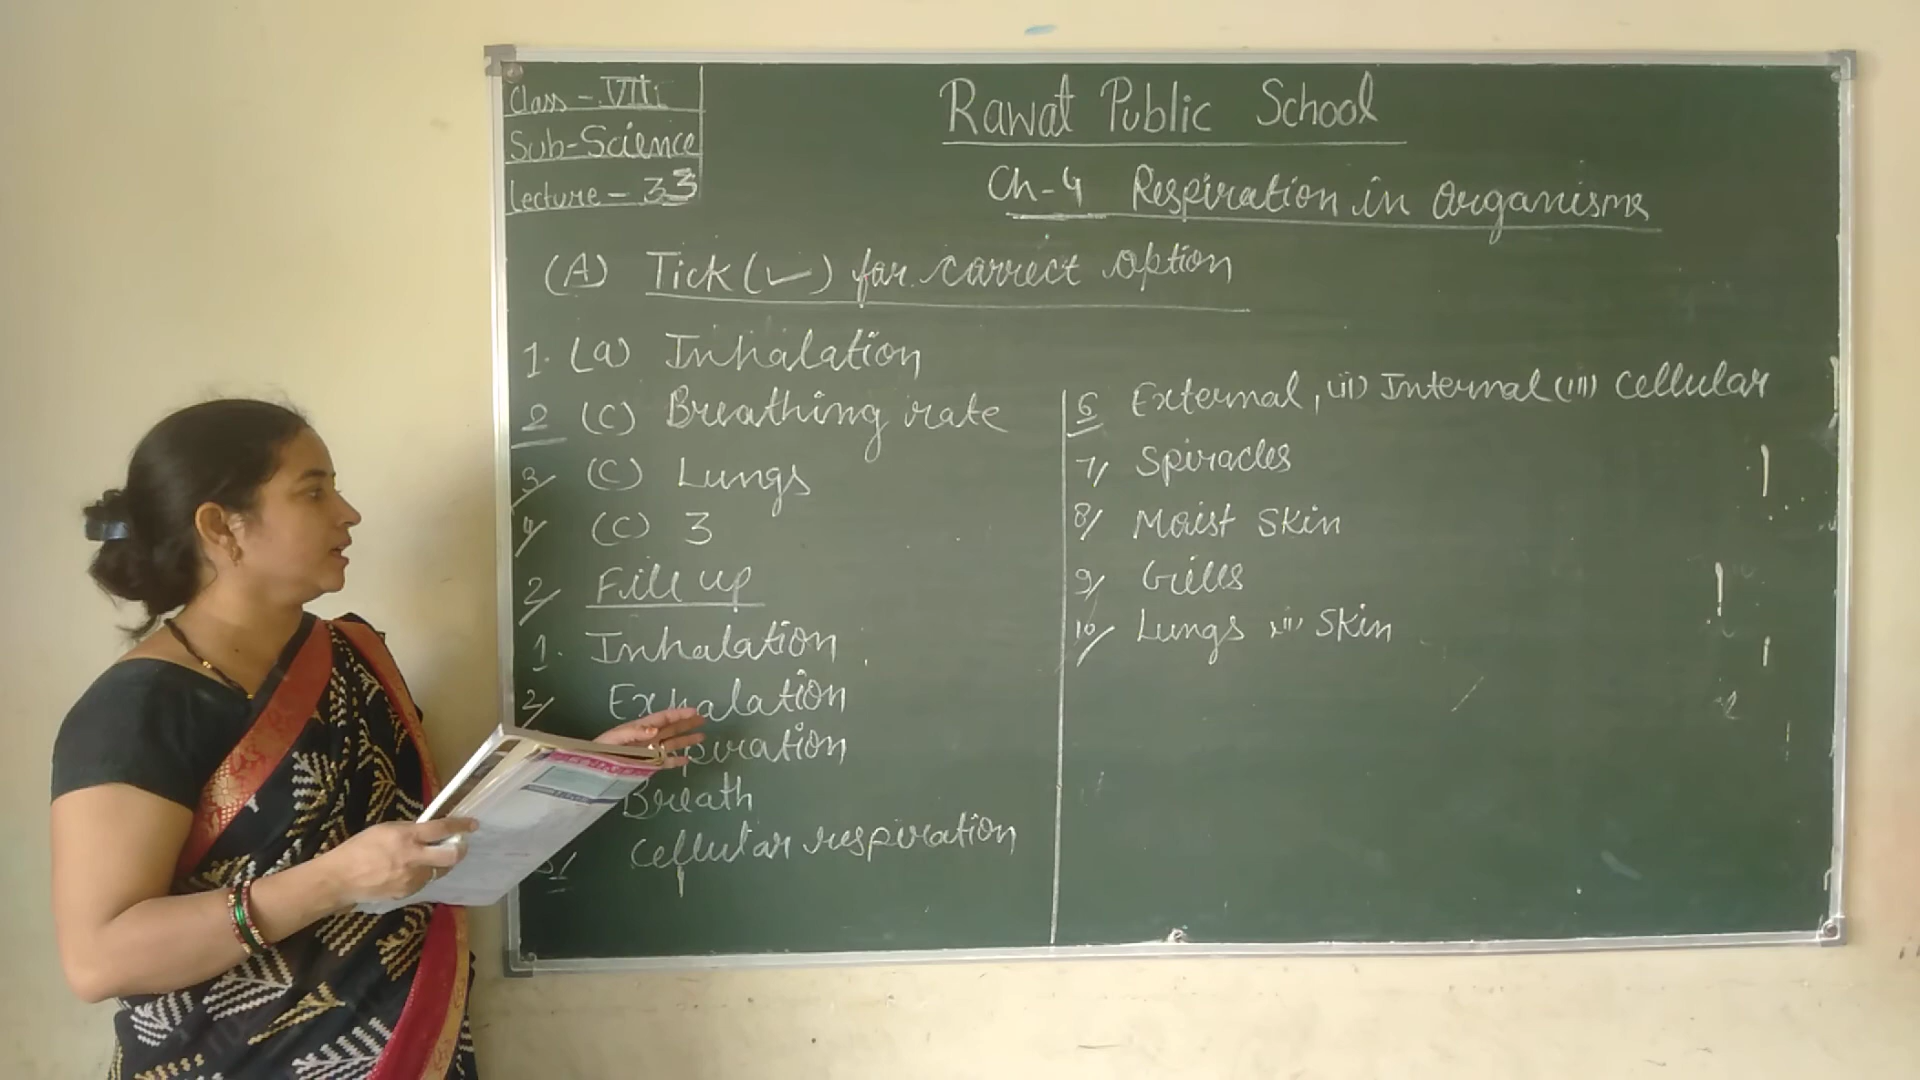 Class - VIII
Sub-Science
Lecture - 33
Rawat Public School
Ch-4 Respiration in Organisms
(A) Tick (✓) for correct option
1. (a) Inhalation
2 (C) Breathing rate
3/ (C) Lungs
4/ (C) 3
2/ Fill up
1. Inhalation
2/ Exhalation
piration
Breath
5/ Cellular respiration
6 External, (ii) Internal (iii) Cellular
7/ Spiracles
8/ Moist Skin
9/ Gills
10/ Lungs (ii) Skin